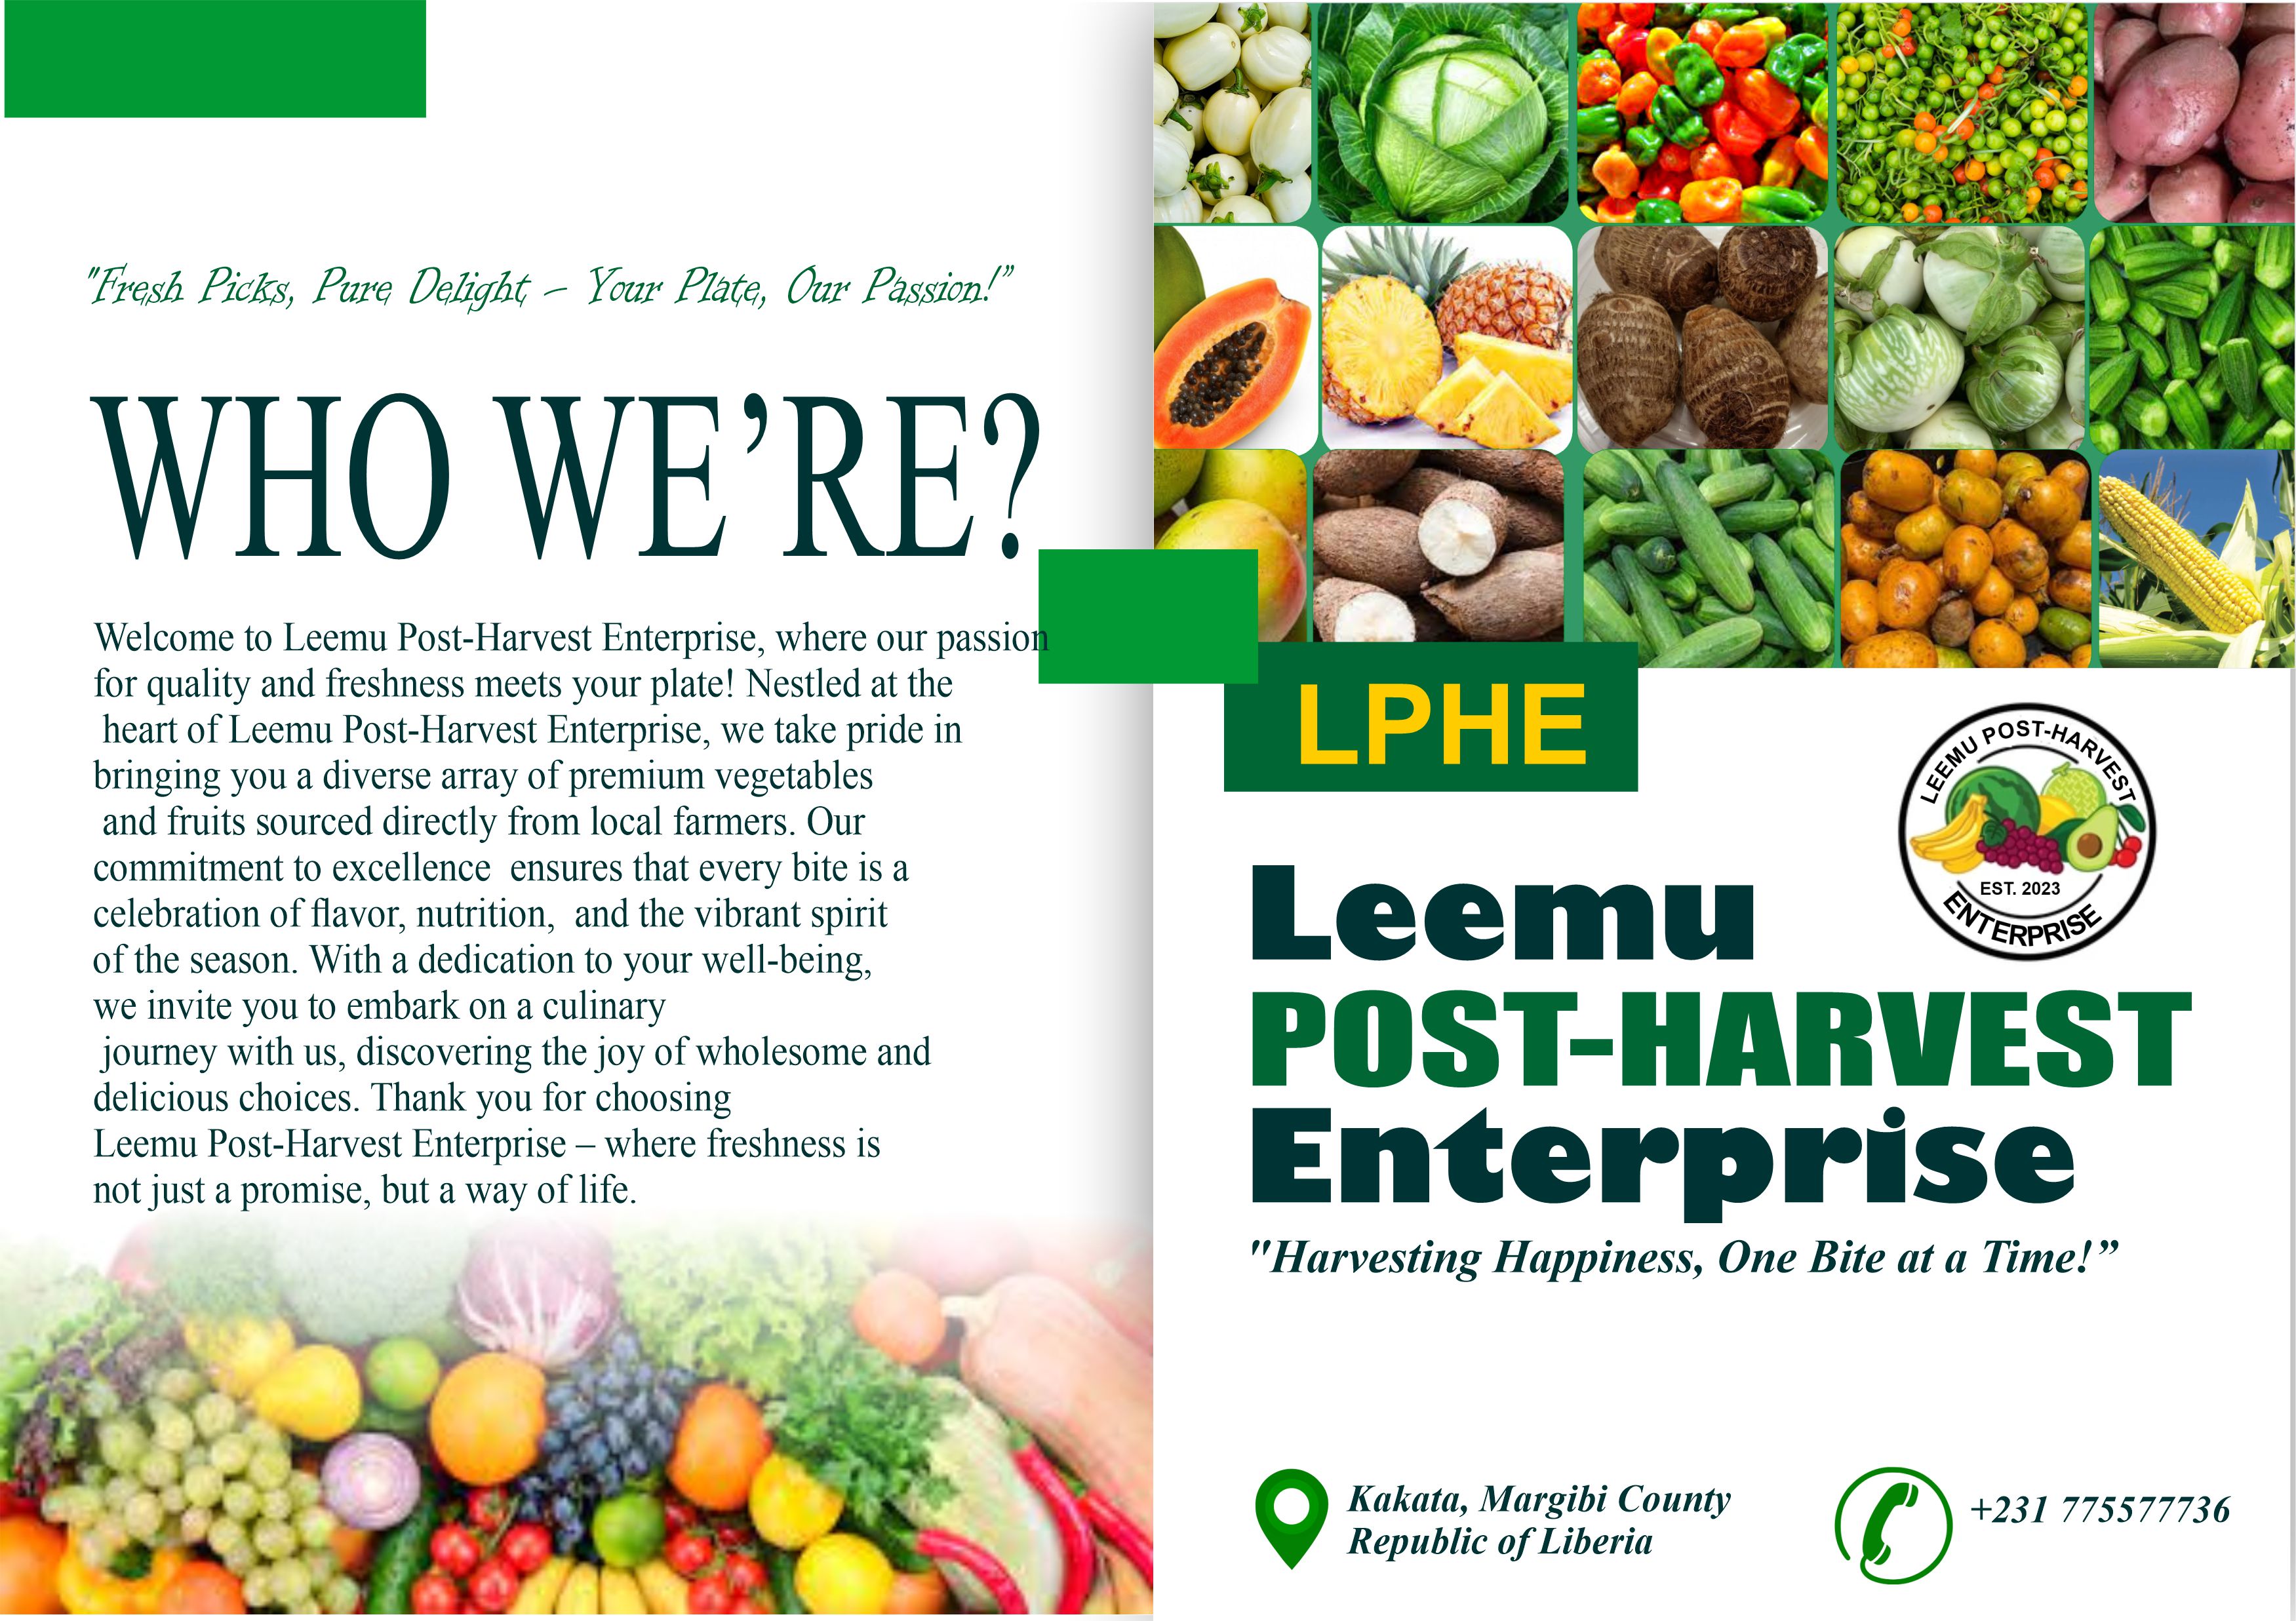 "Fresh Picks, Pure Delight – Your Plate, Our Passion!”
WHO WE’RE?
Welcome to Leemu Post-Harvest Enterprise, where our passion
for quality and freshness meets your plate! Nestled at the
heart of Leemu Post-Harvest Enterprise, we take pride in
bringing you a diverse array of premium vegetables
and fruits sourced directly from local farmers. Our
commitment to excellence ensures that every bite is a
celebration of flavor, nutrition, and the vibrant spirit
of the season. With a dedication to your well-being,
we invite you to embark on a culinary
journey with us, discovering the joy of wholesome and
delicious choices. Thank you for choosing
Leemu Post-Harvest Enterprise – where freshness is
not just a promise, but a way of life.
LPHE
LEEMU POST-HARVEST
EST. 2023
ENTERPRISE
Leemu
POST-HARVEST
Enterprise
"Harvesting Happiness, One Bite at a Time!”
Kakata, Margibi County
Republic of Liberia
+231 775577736